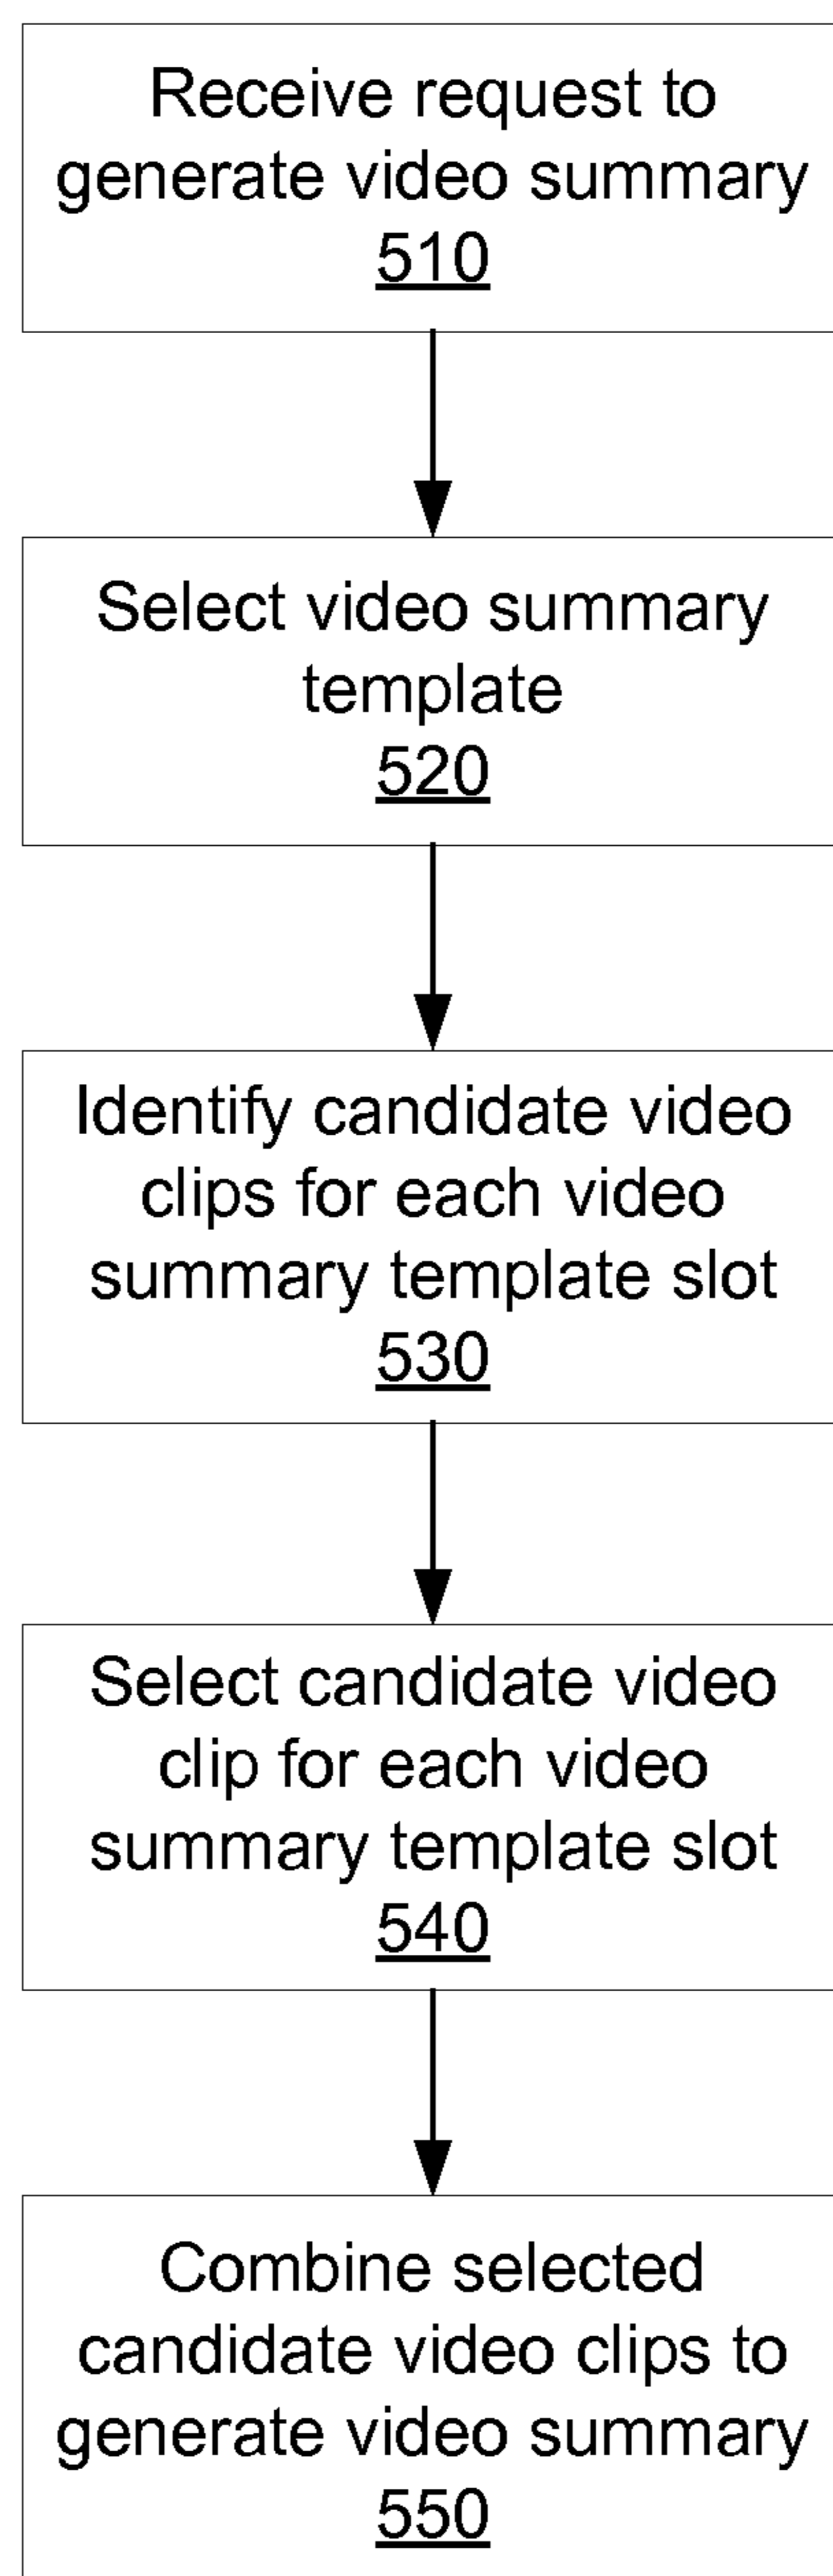 Receive request to
generate video summary
510
Select video summary
template
520
Identify candidate video
clips for each video
summary template slot
530
Select candidate video
clip for each video
summary template slot
540
Combine selected
candidate video clips to
generate video summary
550